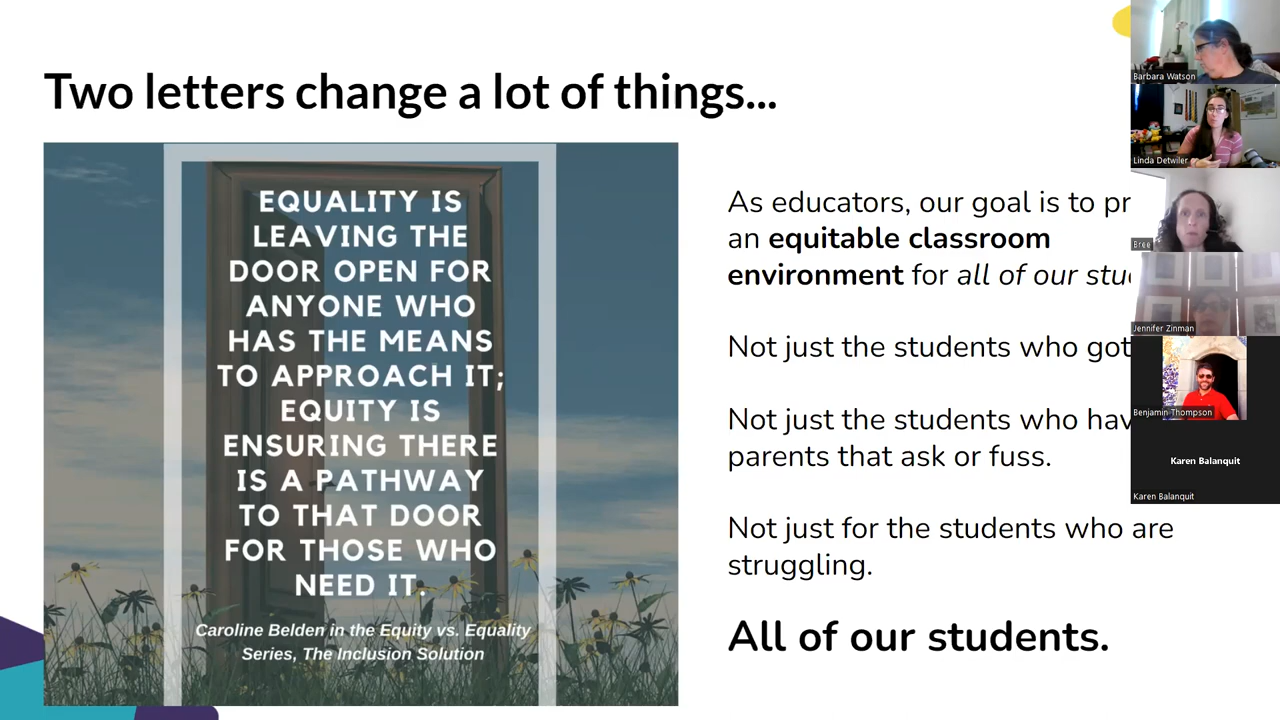 Two letters change a lot of things...
EQUALITY IS
LEAVING THE
DOOR OPEN FOR
ANYONE WHO
HAS THE MEANS
TO APPROACH IT;
EQUITY IS
ENSURING THERE
IS A PATHWAY
TO THAT DOOR
FOR THOSE WHO
NEED IT.
Caroline Belden in the Equity vs. Equality
Series, The Inclusion Solution
As educators, our goal is to pr
an equitable classroom
environment for all of our stu
Not just the students who got
Not just the students who hav
parents that ask or fuss.
Not just for the students who are
struggling.
All of our students.
Barbara Watson
Linda Detwiler
Bree
Jennifer Zinman
Benjamin Thompson
Karen Balanquit
Karen Balanquit